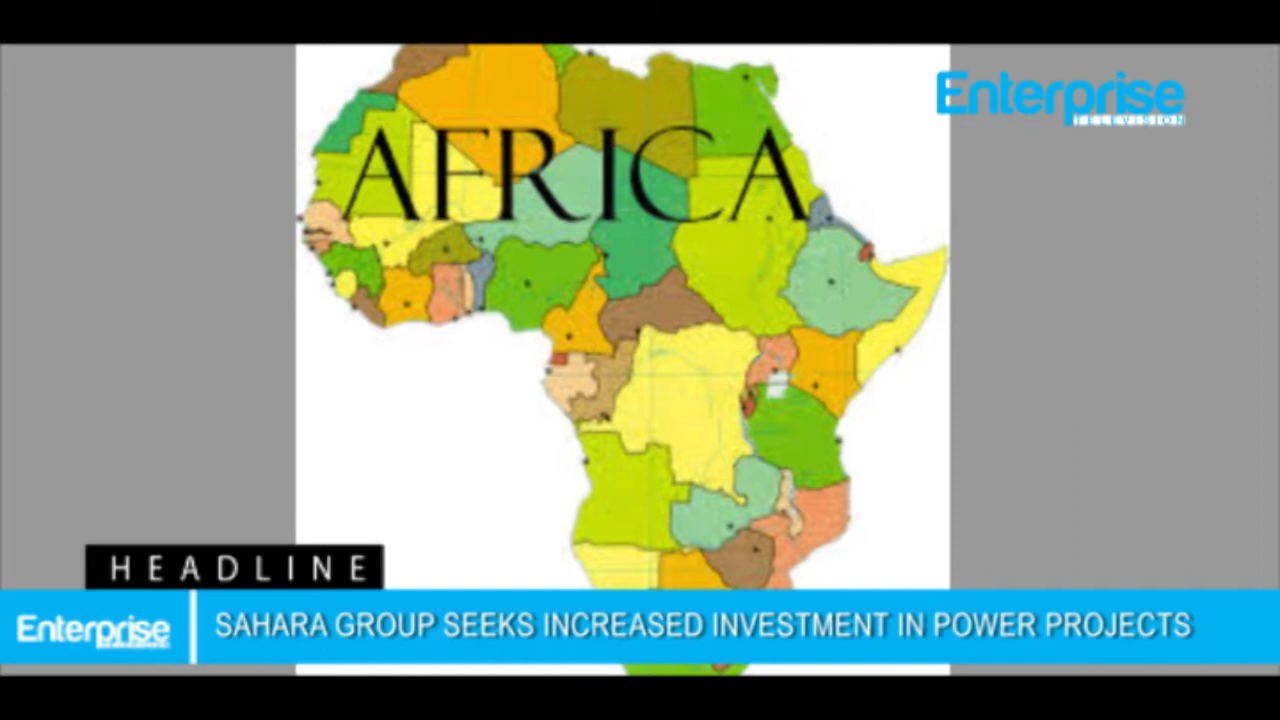 Enterprise
TELEVISION
AFRICA
HEADLINE
Enterprise
SAHARA GROUP SEEKS INCREASED INVESTMENT IN POWER PROJECTS